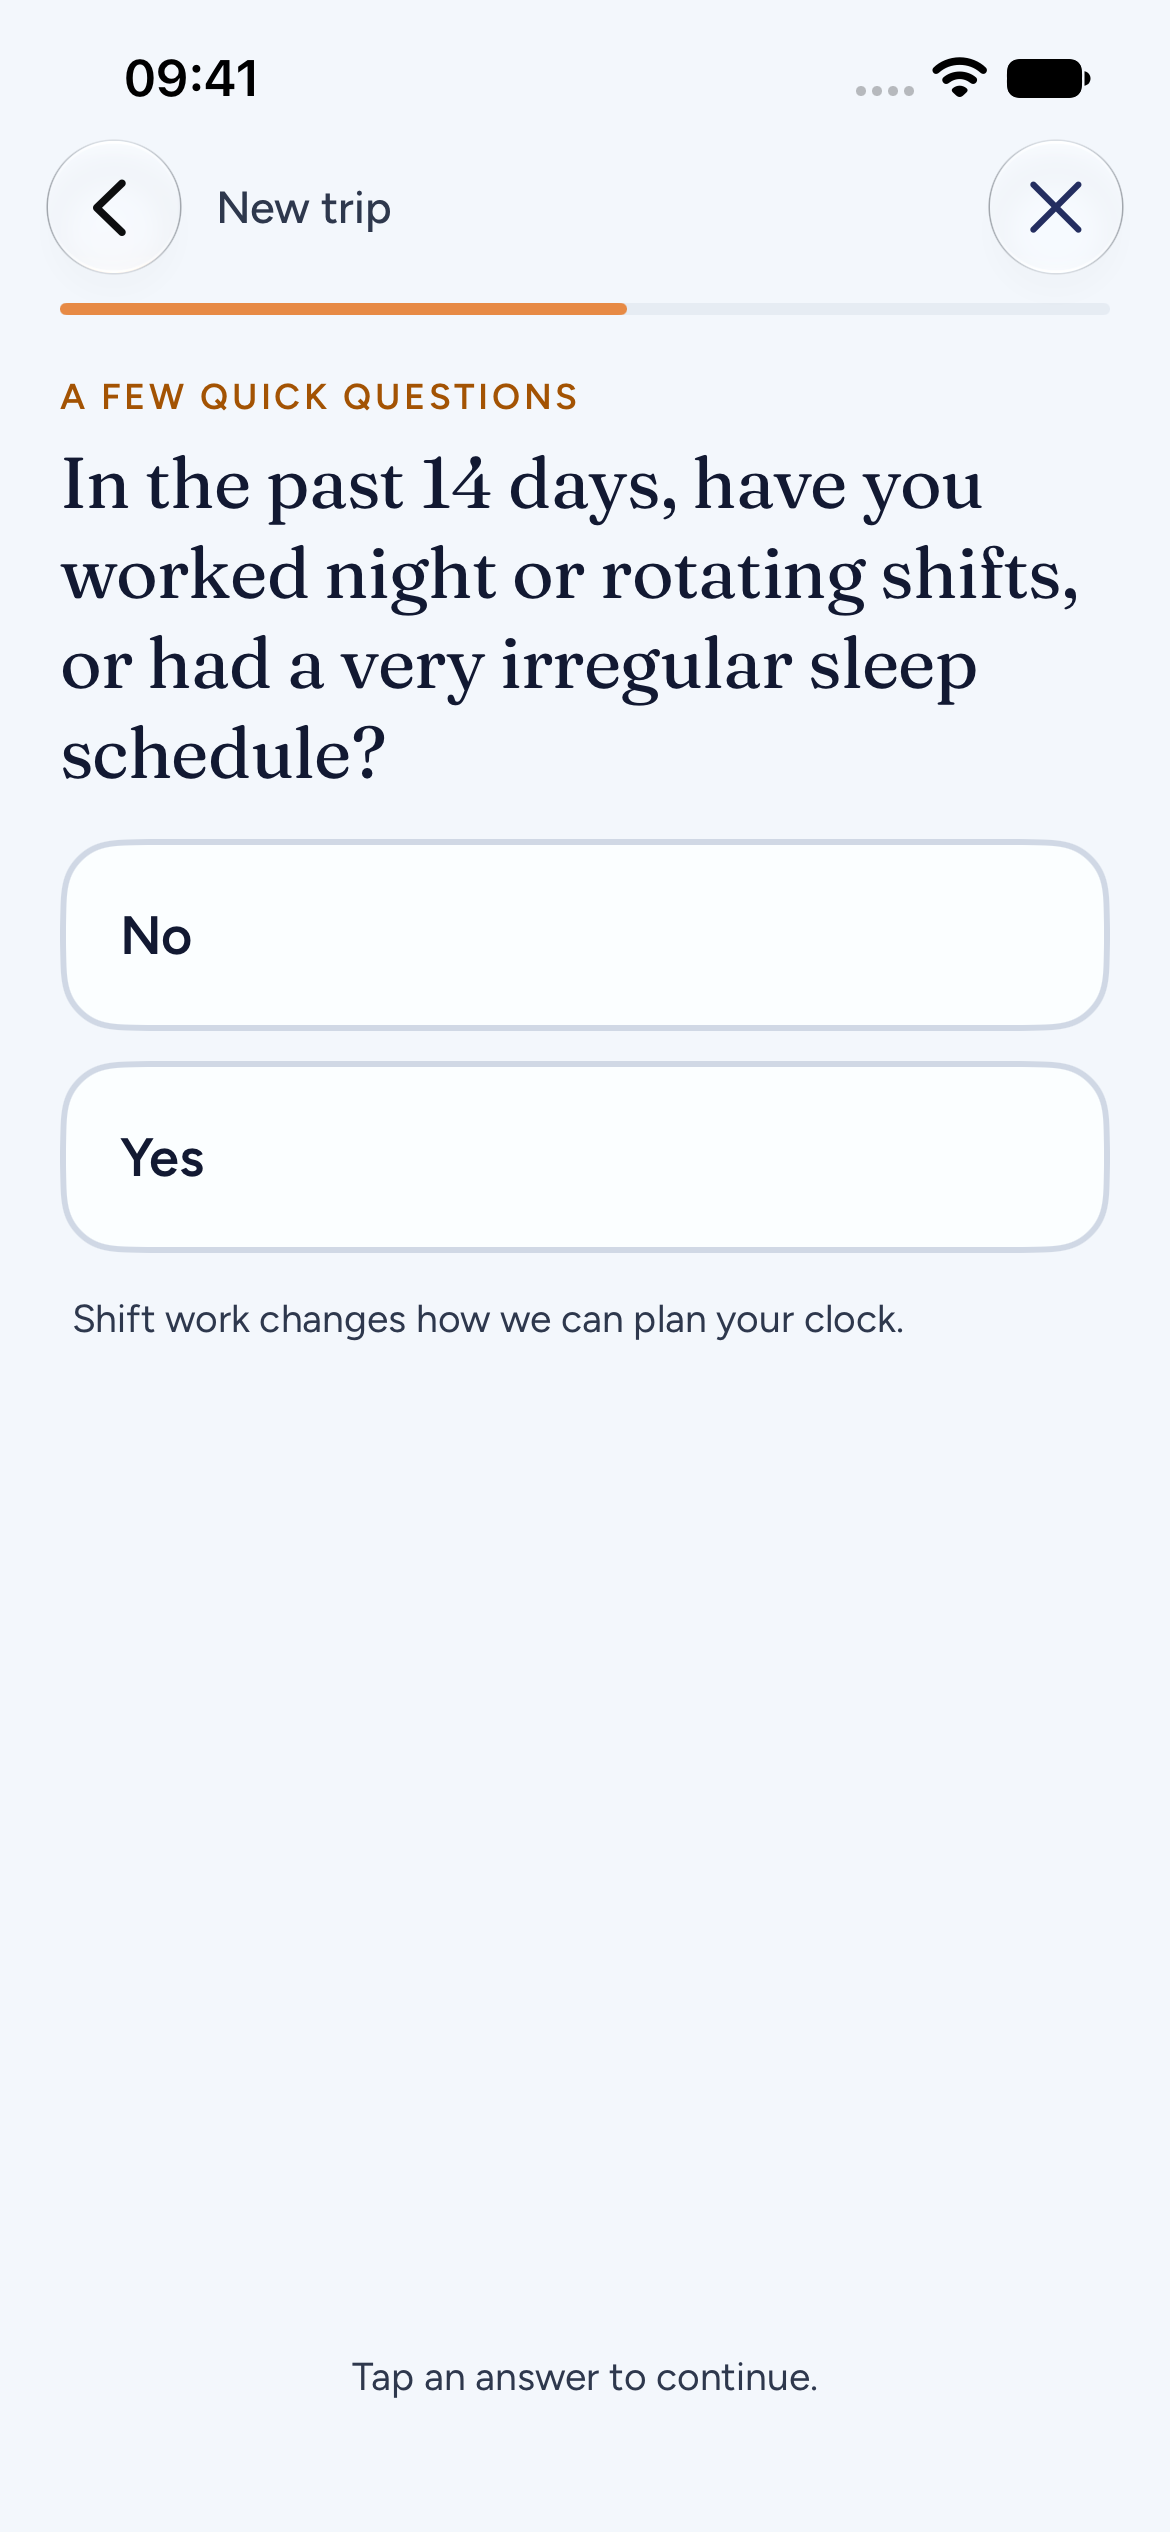 09:41
New trip
A FEW QUICK QUESTIONS
In the past 14 days, have you
worked night or rotating shifts,
or had a very irregular sleep
schedule?
No
Yes
Shift work changes how we can plan your clock.
Tap an answer to continue.